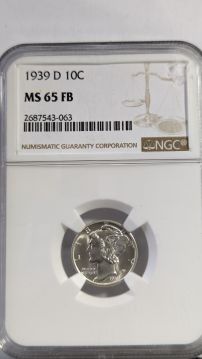 1939 D 10C
MS 65 FB
2687543-063
NUMISMATIC GUARANTY CORPORATION
NGC